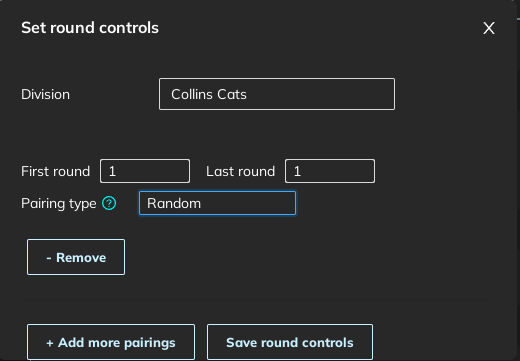 Set round controls
Division Collins Cats
First round 1 Last round 1
Pairing type Random
- Remove
+ Add more pairings Save round controls